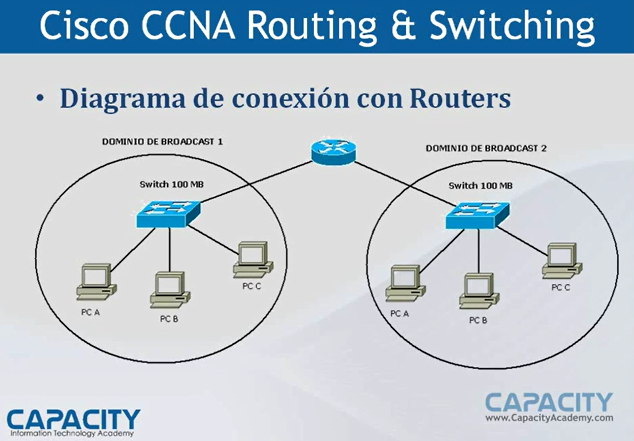 Cisco CCNA Routing & Switching
• Diagrama de conexión con Routers
DOMINIO DE BROADCAST 1
DOMINIO DE BROADCAST 2
Switch 100 MB
Switch 100 MB
PC A
PC B
PC C
PC A
PC B
PC C
CAPACITY
Information Technology Academy
CAPACITY
www.CapacityAcademy.com